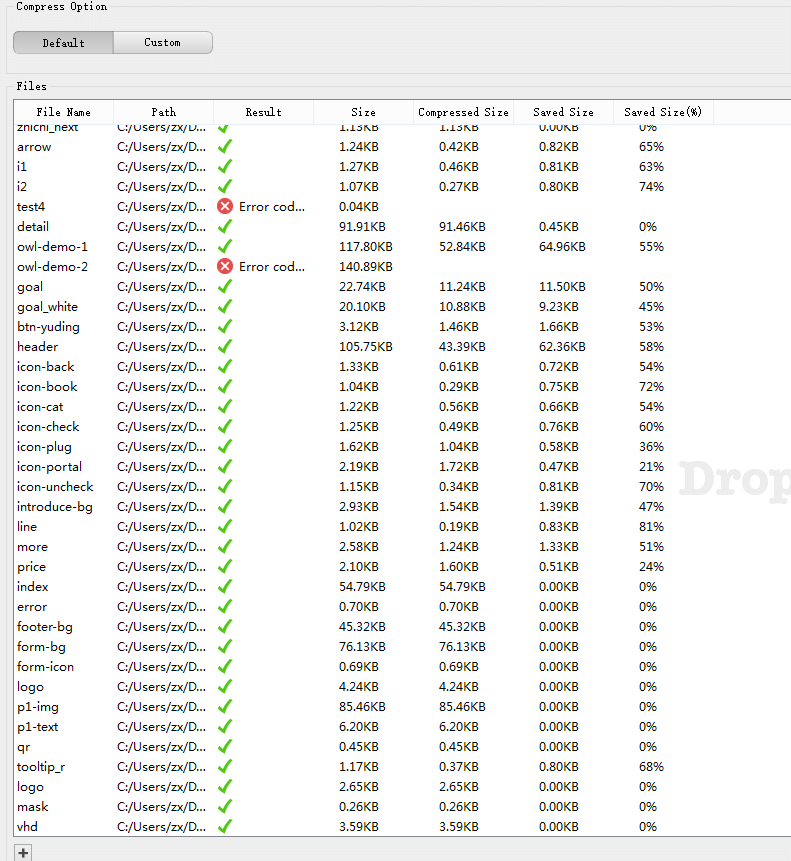 Compress Option
Default Custom
Files
File Name Path Result Size Compressed Size Saved Size Saved Size(%)
zhichi_next C:/Users/zx/D... 1.13KB 1.13KB 0.00KB 0%
arrow C:/Users/zx/D... 1.24KB 0.42KB 0.82KB 65%
i1 C:/Users/zx/D... 1.27KB 0.46KB 0.81KB 63%
i2 C:/Users/zx/D... 1.07KB 0.27KB 0.80KB 74%
test4 C:/Users/zx/D... Error cod... 0.04KB
detail C:/Users/zx/D... 91.91KB 91.46KB 0.45KB 0%
owl-demo-1 C:/Users/zx/D... 117.80KB 52.84KB 64.96KB 55%
owl-demo-2 C:/Users/zx/D... Error cod... 140.89KB
goal C:/Users/zx/D... 22.74KB 11.24KB 11.50KB 50%
goal_white C:/Users/zx/D... 20.10KB 10.88KB 9.23KB 45%
btn-yuding C:/Users/zx/D... 3.12KB 1.46KB 1.66KB 53%
header C:/Users/zx/D... 105.75KB 43.39KB 62.36KB 58%
icon-back C:/Users/zx/D... 1.33KB 0.61KB 0.72KB 54%
icon-book C:/Users/zx/D... 1.04KB 0.29KB 0.75KB 72%
icon-cat C:/Users/zx/D... 1.22KB 0.56KB 0.66KB 54%
icon-check C:/Users/zx/D... 1.25KB 0.49KB 0.76KB 60%
icon-plug C:/Users/zx/D... 1.62KB 1.04KB 0.58KB 36%
icon-portal C:/Users/zx/D... 2.19KB 1.72KB 0.47KB 21%
icon-uncheck C:/Users/zx/D... 1.15KB 0.34KB 0.81KB 70%
introduce-bg C:/Users/zx/D... 2.93KB 1.54KB 1.39KB 47%
line C:/Users/zx/D... 1.02KB 0.19KB 0.83KB 81%
more C:/Users/zx/D... 2.58KB 1.24KB 1.33KB 51%
price C:/Users/zx/D... 2.10KB 1.60KB 0.51KB 24%
index C:/Users/zx/D... 54.79KB 54.79KB 0.00KB 0%
error C:/Users/zx/D... 0.70KB 0.70KB 0.00KB 0%
footer-bg C:/Users/zx/D... 45.32KB 45.32KB 0.00KB 0%
form-bg C:/Users/zx/D... 76.13KB 76.13KB 0.00KB 0%
form-icon C:/Users/zx/D... 0.69KB 0.69KB 0.00KB 0%
logo C:/Users/zx/D... 4.24KB 4.24KB 0.00KB 0%
p1-img C:/Users/zx/D... 85.46KB 85.46KB 0.00KB 0%
p1-text C:/Users/zx/D... 6.20KB 6.20KB 0.00KB 0%
qr C:/Users/zx/D... 0.45KB 0.45KB 0.00KB 0%
tooltip_r C:/Users/zx/D... 1.17KB 0.37KB 0.80KB 68%
logo C:/Users/zx/D... 2.65KB 2.65KB 0.00KB 0%
mask C:/Users/zx/D... 0.26KB 0.26KB 0.00KB 0%
vhd C:/Users/zx/D... 3.59KB 3.59KB 0.00KB 0%
Drop
+